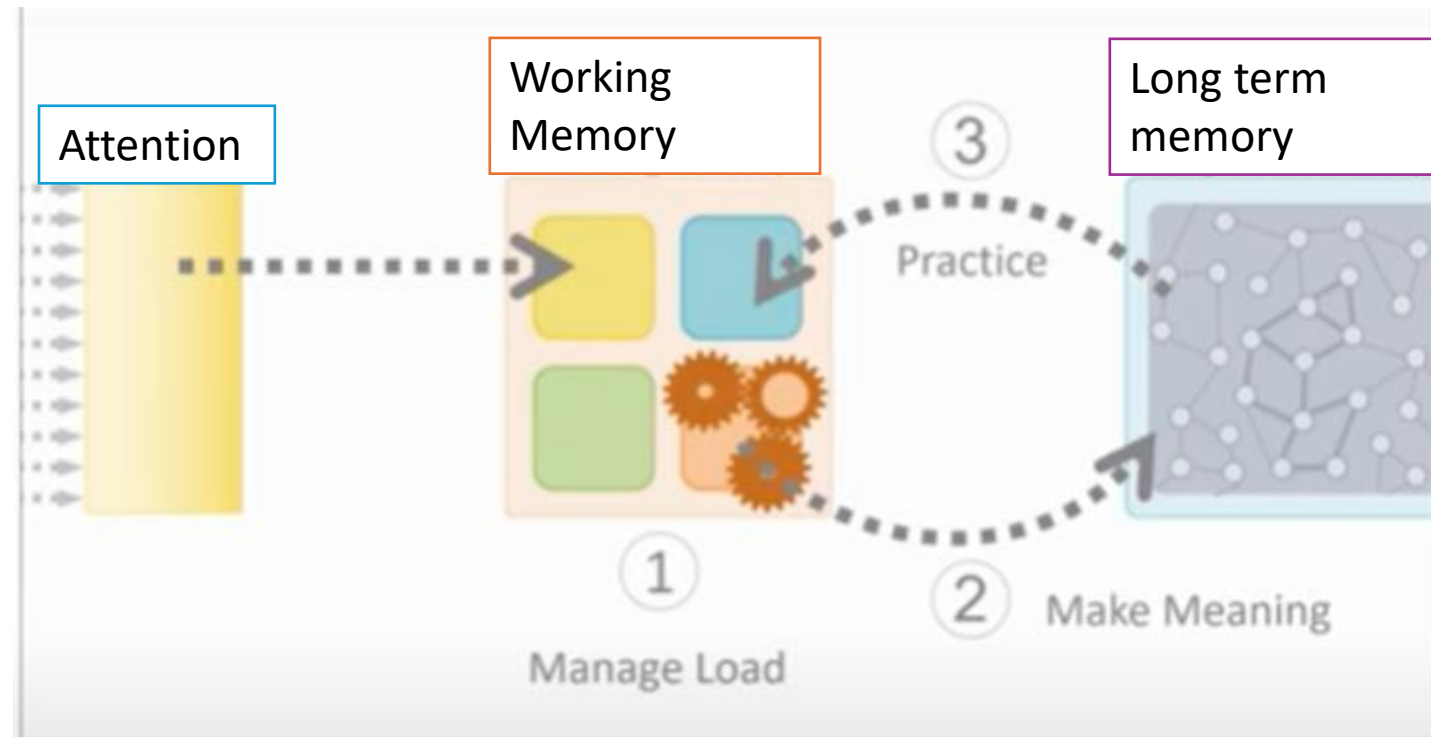 Attention
Working
Memory
Long term
memory
3
Practice
1
Manage Load
2
Make Meaning